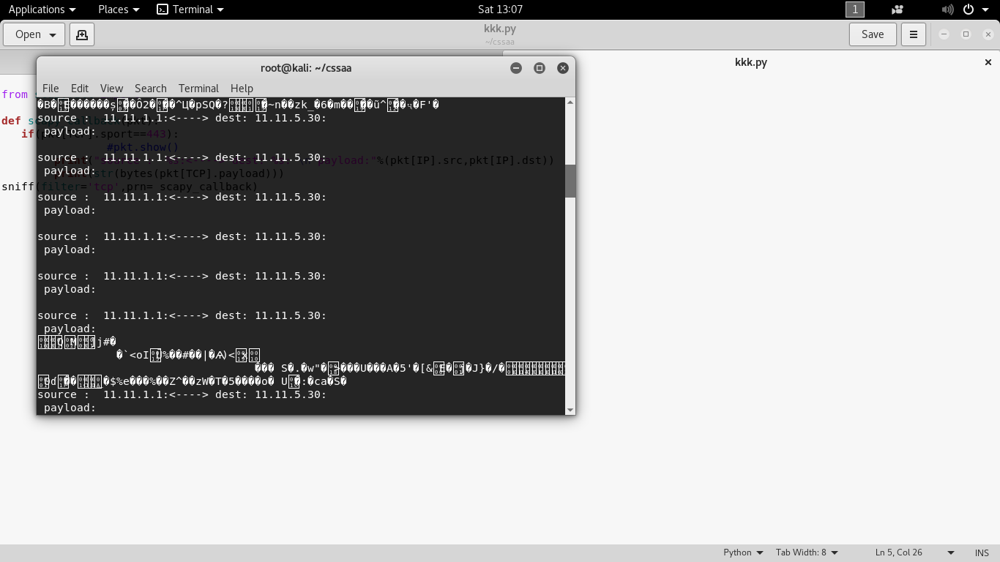 Applications Places Terminal Sat 13:07 1
Open kkk.py Save
~/cssaa
kkk.py
root@kali: ~/cssaa
File Edit View Search Terminal Help
from
source : 11.11.1.1:<----> dest: 11.11.5.30:
def
payload:
if
.sport==443):
#pkt.show()
source : 11.11.1.1:<----> dest: 11.11.5.30:
payload:"%(pkt[IP].src,pkt[IP].dst))
payload:
print(str(bytes(pkt[TCP].payload)))
sniff(filter='tcp',prn= scapy_callback)
source : 11.11.1.1:<----> dest: 11.11.5.30:
payload:
source : 11.11.1.1:<----> dest: 11.11.5.30:
payload:
source : 11.11.1.1:<----> dest: 11.11.5.30:
payload:
source : 11.11.1.1:<----> dest: 11.11.5.30:
payload:
source : 11.11.1.1:<----> dest: 11.11.5.30:
payload:
Python Tab Width: 8 Ln 5, Col 26 INS